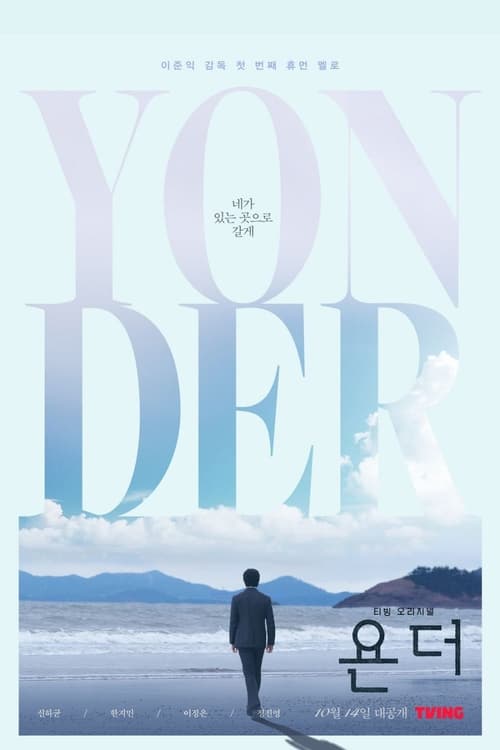 이준익 감독 첫 번째 휴먼 멜로
YON
네가
있는 곳으로
갈게
DER
티빙 오리지널
욘더
신하균 / 한지민 / 이정은 / 정진영
10월 14일 대공개 TVING